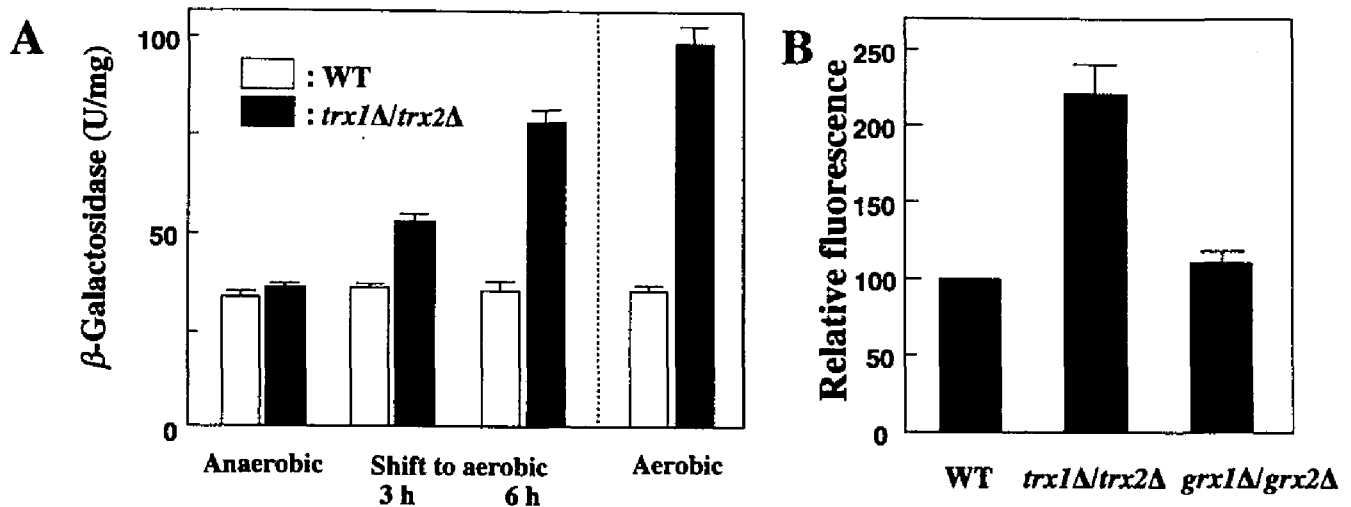 A
β-Galactosidase (U/mg)
100
50
0
: WT
: trx1Δ/trx2Δ
Anaerobic
Shift to aerobic
3 h
6 h
Aerobic
B
Relative fluorescence
250
200
150
100
50
0
WT
trx1Δ/trx2Δ
grx1Δ/grx2Δ